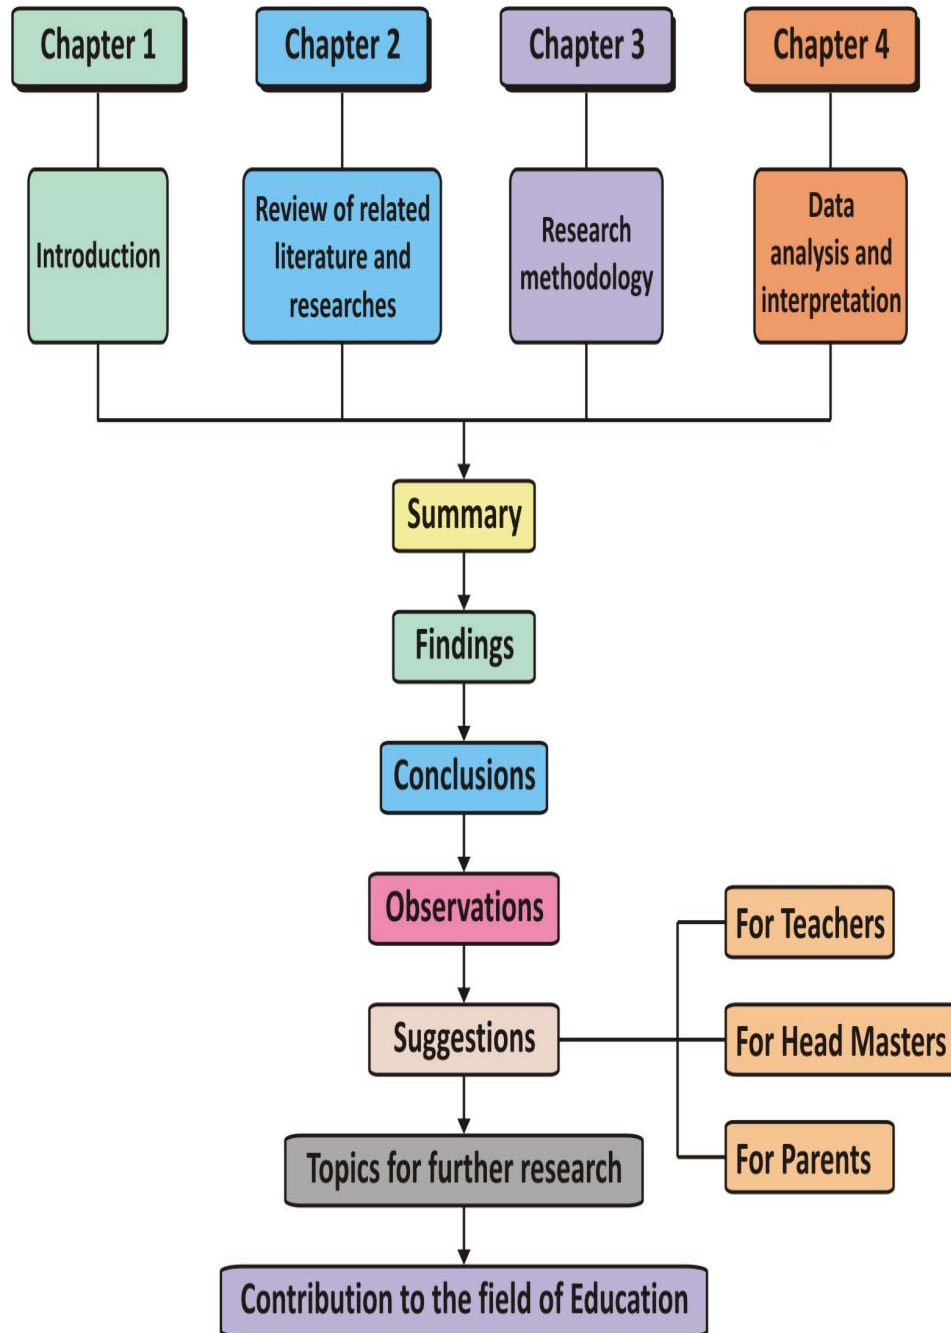 Chapter 1
Chapter 2
Chapter 3
Chapter 4
Introduction
Review of related
literature and
researches
Research
methodology
Data
analysis and
interpretation
Summary
Findings
Conclusions
Observations
Suggestions
For Teachers
For Head Masters
For Parents
Topics for further research
Contribution to the field of Education